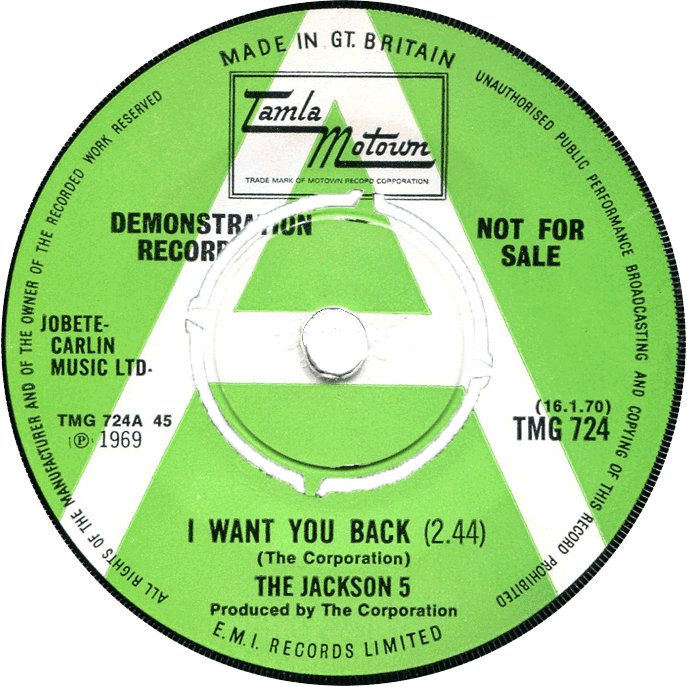 MADE IN GT. BRITAIN
Tamla
Motown
TRADE MARK OF MOTOWN RECORD CORPORATION
UNAUTHORISED PUBLIC PERFORMANCE BROADCASTING AND COPYING OF THIS RECORD PROHIBITED
ALL RIGHTS OF THE MANUFACTURER AND OF THE OWNER OF THE RECORDED WORK RESERVED
DEMONSTRATION
RECORD
NOT FOR
SALE
JOBETE-
CARLIN
MUSIC LTD.
TMG 724A 45
(P) 1969
(16.1.70)
TMG 724
I WANT YOU BACK (2.44)
(The Corporation)
THE JACKSON 5
Produced by The Corporation
E.M.I. RECORDS LIMITED